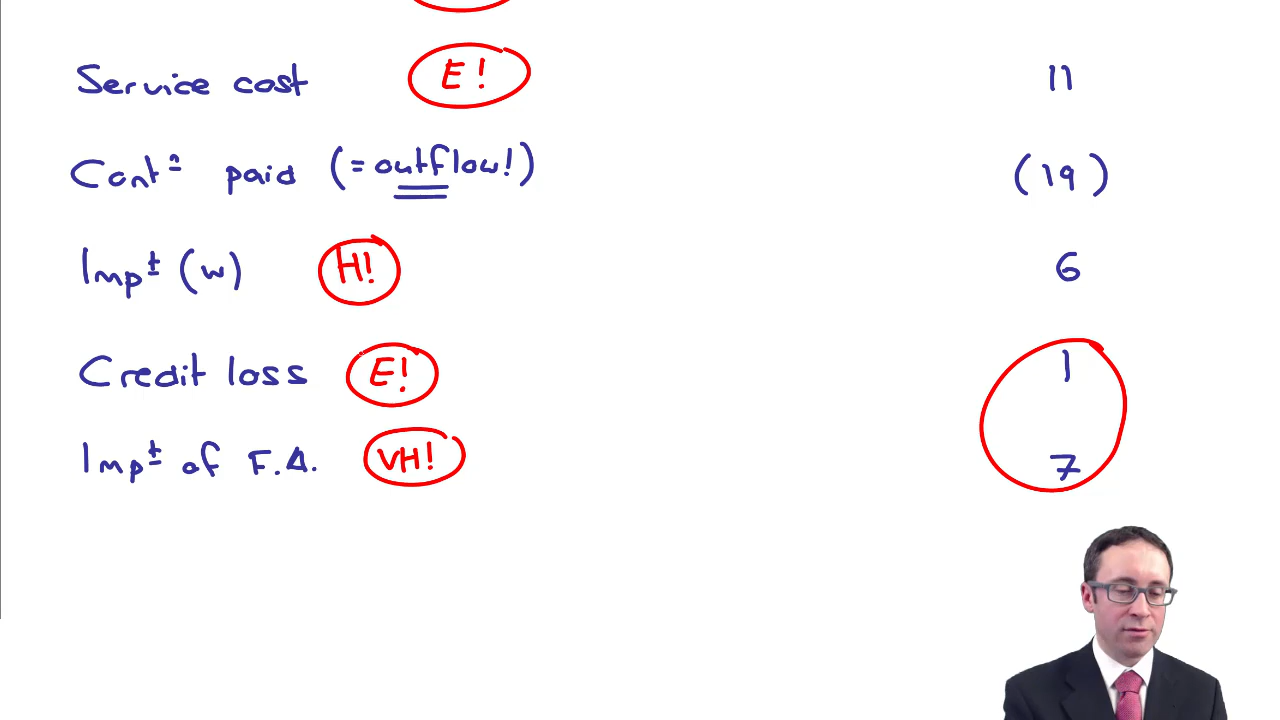 Service cost E! 11
Contⁿ paid (= outflow!) (19)
Impᵗ (w) H! 6
Credit loss E! 1
Impᵗ of F.A. VH! 7